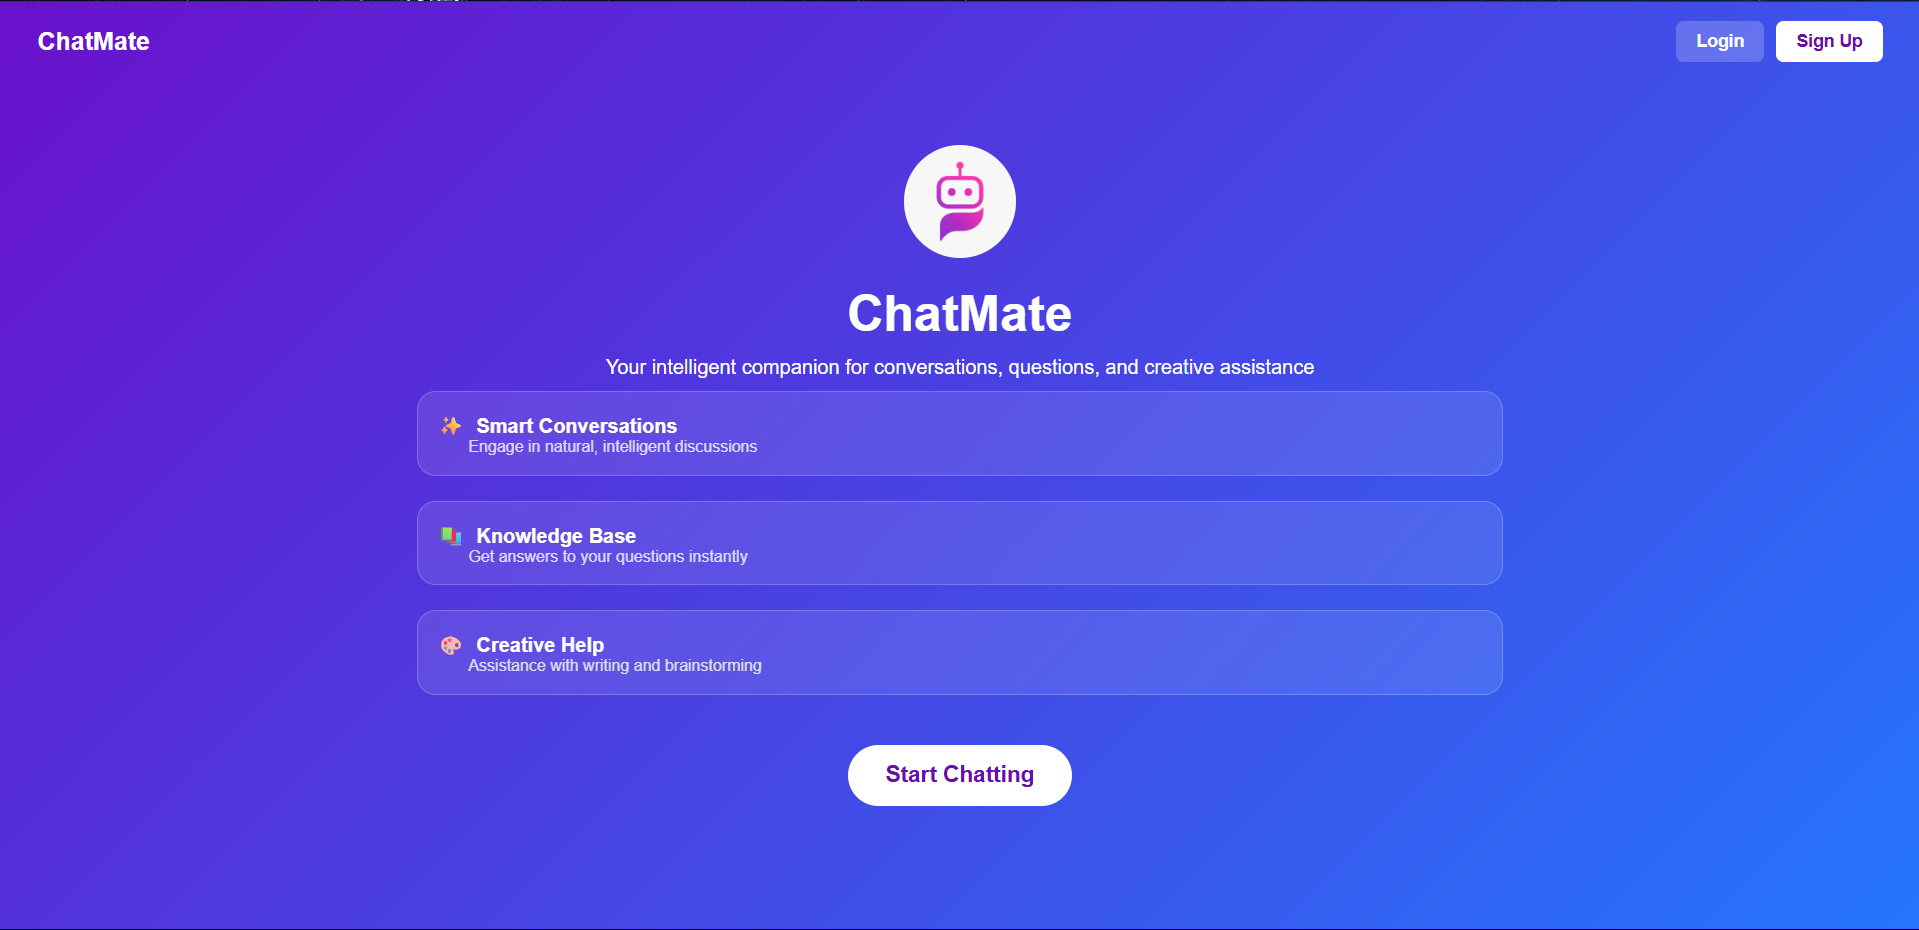 ChatMate
Login
Sign Up
ChatMate
Your intelligent companion for conversations, questions, and creative assistance
Smart Conversations
Engage in natural, intelligent discussions
Knowledge Base
Get answers to your questions instantly
Creative Help
Assistance with writing and brainstorming
Start Chatting